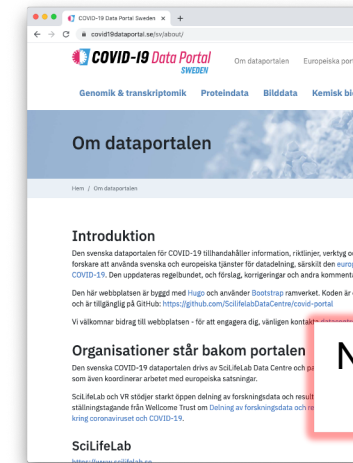 COVID-19 Data Portal Sweden
covid19dataportal.se/sv/about/
COVID-19 Data Portal
SWEDEN
Om dataportalen Europeiska
Genomik & transkriptomik Proteindata Bilddata Kemisk
Om dataportalen
Hem / Om dataportalen
Introduktion
Den svenska dataportalen för COVID-19 tillhandahåller information, riktlinjer, verktyg
forskare att använda svenska och europeiska tjänster för datadelning, särskilt den
COVID-19. Den uppdateras regelbundet, och förslag, korrigeringar och andra
Den här webbplatsen är byggd med Hugo och använder Bootstrap ramverket. Koden är
och är tillgänglig på GitHub: https://github.com/ScilifelabDataCentre/covid-portal
Vi välkomnar bidrag till webbplatsen - för att engagera dig, vänligen kontakta
Organisationer står bakom portalen
Den svenska COVID-19 dataportalen drivs av SciLifeLab Data Centre och
som även koordinerar arbetet med europeiska satsningar.
SciLifeLab och VR stödjer starkt öppen delning av forskningsdata och
ställningstagande från Wellcome Trust om Delning av forskningsdata och
kring coronaviruset och COVID-19.
SciLifeLab
https://www.scilifelab.se